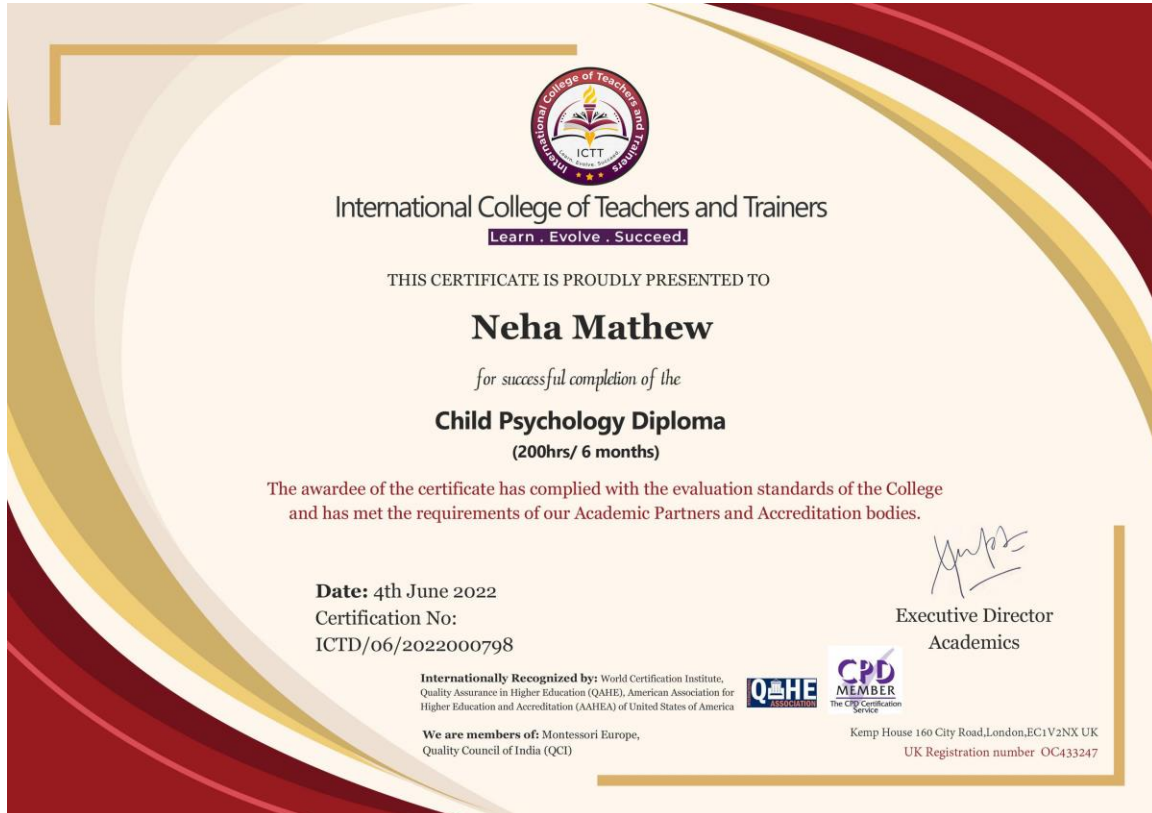 International College of Teachers and Trainers
ICTT
Learn. Evolve. Succeed.
International College of Teachers and Trainers
Learn . Evolve . Succeed.
THIS CERTIFICATE IS PROUDLY PRESENTED TO
Neha Mathew
for successful completion of the
Child Psychology Diploma
(200hrs/ 6 months)
The awardee of the certificate has complied with the evaluation standards of the College
and has met the requirements of our Academic Partners and Accreditation bodies.
Date: 4th June 2022
Certification No:
ICTD/06/2022000798
Executive Director
Academics
Internationally Recognized by: World Certification Institute,
Quality Assurance in Higher Education (QAHE), American Association for
Higher Education and Accreditation (AAHEA) of United States of America
QAHE
ASSOCIATION
CPD
MEMBER
The CPD Certification
Service
We are members of: Montessori Europe,
Quality Council of India (QCI)
Kemp House 160 City Road,London,EC1V2NX UK
UK Registration number OC433247